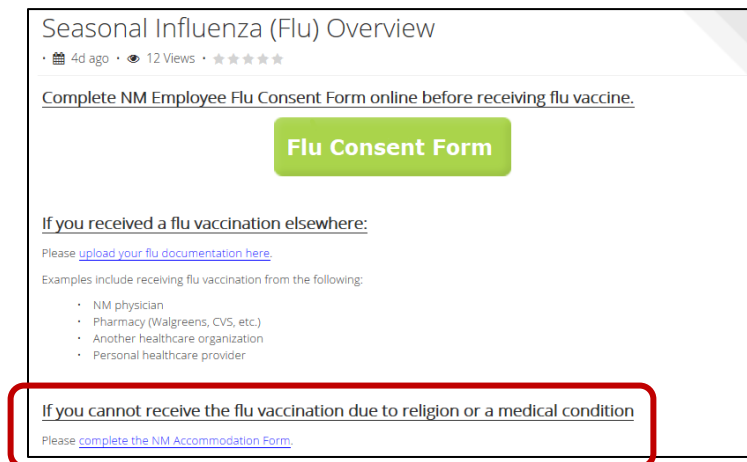 Seasonal Influenza (Flu) Overview
• 4d ago • 12 Views •
Complete NM Employee Flu Consent Form online before receiving flu vaccine.
Flu Consent Form
If you received a flu vaccination elsewhere:
Please upload your flu documentation here.
Examples include receiving flu vaccination from the following:
• NM physician
• Pharmacy (Walgreens, CVS, etc.)
• Another healthcare organization
• Personal healthcare provider
If you cannot receive the flu vaccination due to religion or a medical condition
Please complete the NM Accommodation Form.